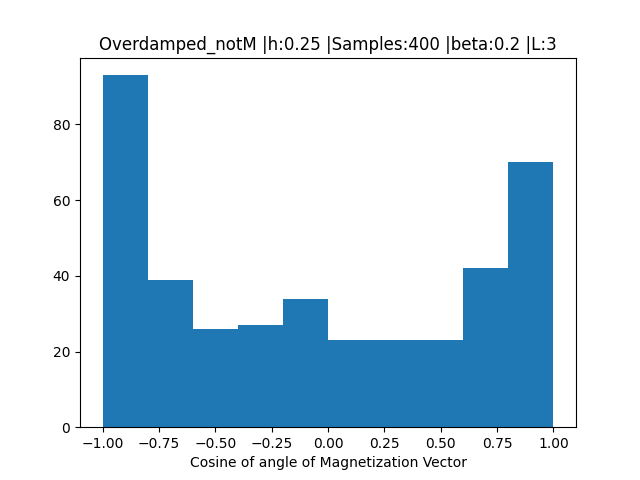 Overdamped_notM |h:0.25 |Samples:400 |beta:0.2 |L:3
80
60
40
20
0
−1.00 −0.75 −0.50 −0.25 0.00 0.25 0.50 0.75 1.00
Cosine of angle of Magnetization Vector